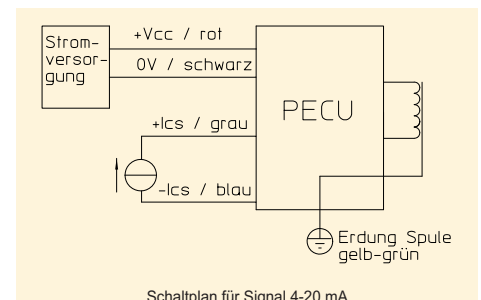 Strom-
versor-
gung
+Vcc / rot
0V / schwarz
PECU
+Ics / grau
-Ics / blau
Erdung Spule
gelb-grün
Schaltplan für Signal 4-20 mA